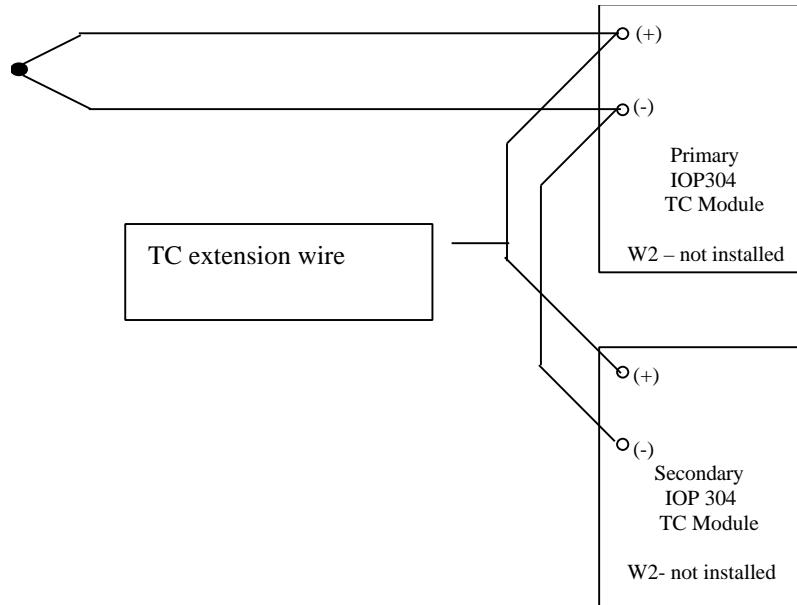 (+)
(-)
Primary
IOP304
TC Module
W2 – not installed
TC extension wire
(+)
(-)
Secondary
IOP 304
TC Module
W2- not installed